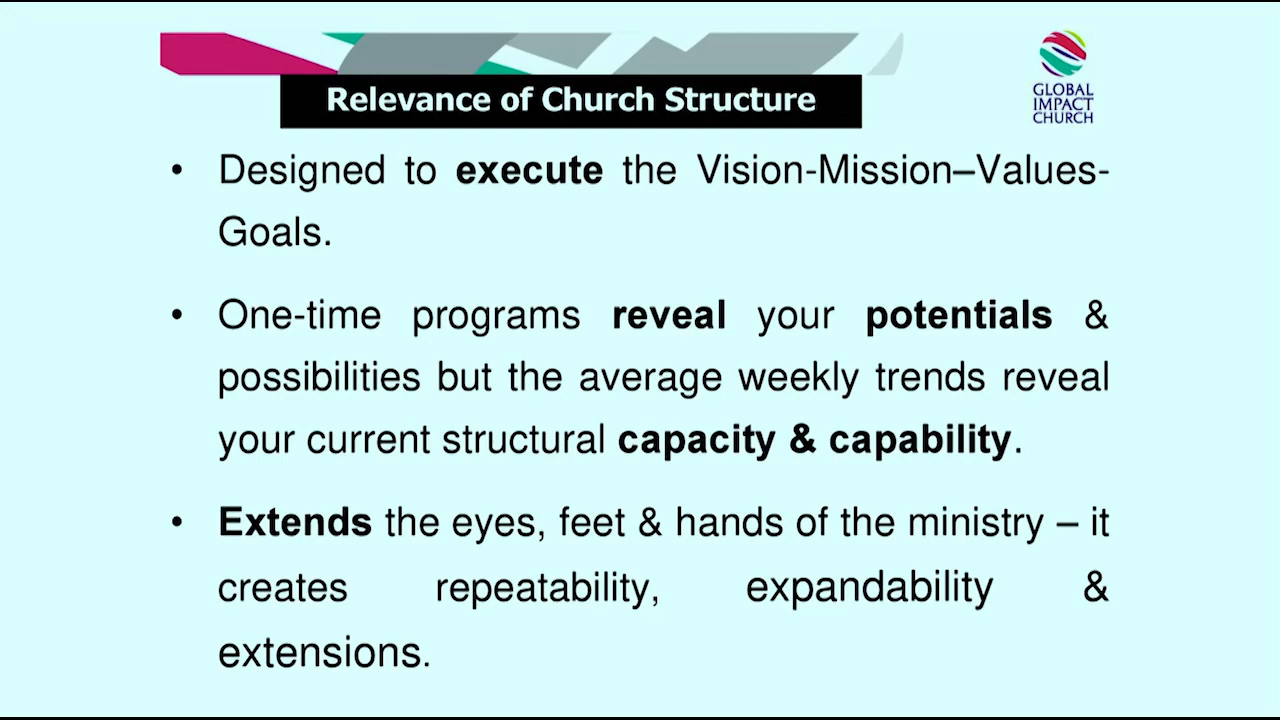 Relevance of Church Structure
GLOBAL
IMPACT
CHURCH
• Designed to execute the Vision-Mission–Values-
Goals.
• One-time programs reveal your potentials &
possibilities but the average weekly trends reveal
your current structural capacity & capability.
• Extends the eyes, feet & hands of the ministry – it
creates repeatability, expandability &
extensions.